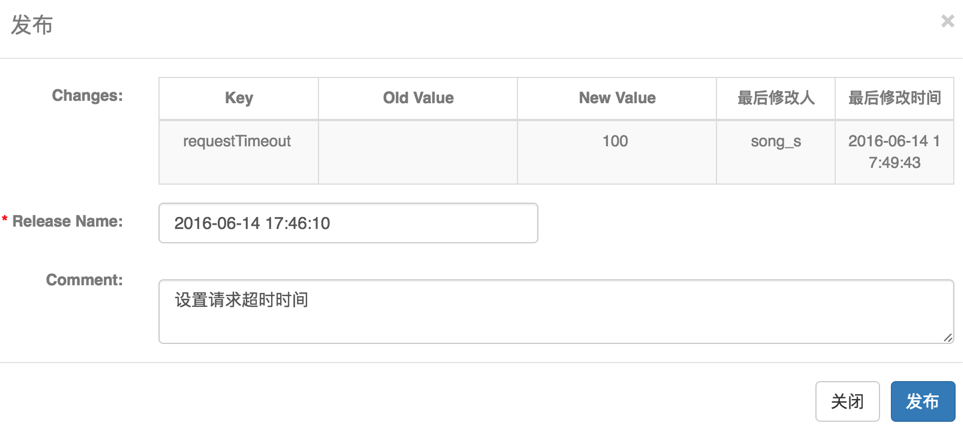 发布
×
Changes:
Key Old Value New Value 最后修改人 最后修改时间
requestTimeout 100 song_s 2016-06-14 1
7:49:43
* Release Name: 2016-06-14 17:46:10
Comment: 设置请求超时时间
关闭 发布